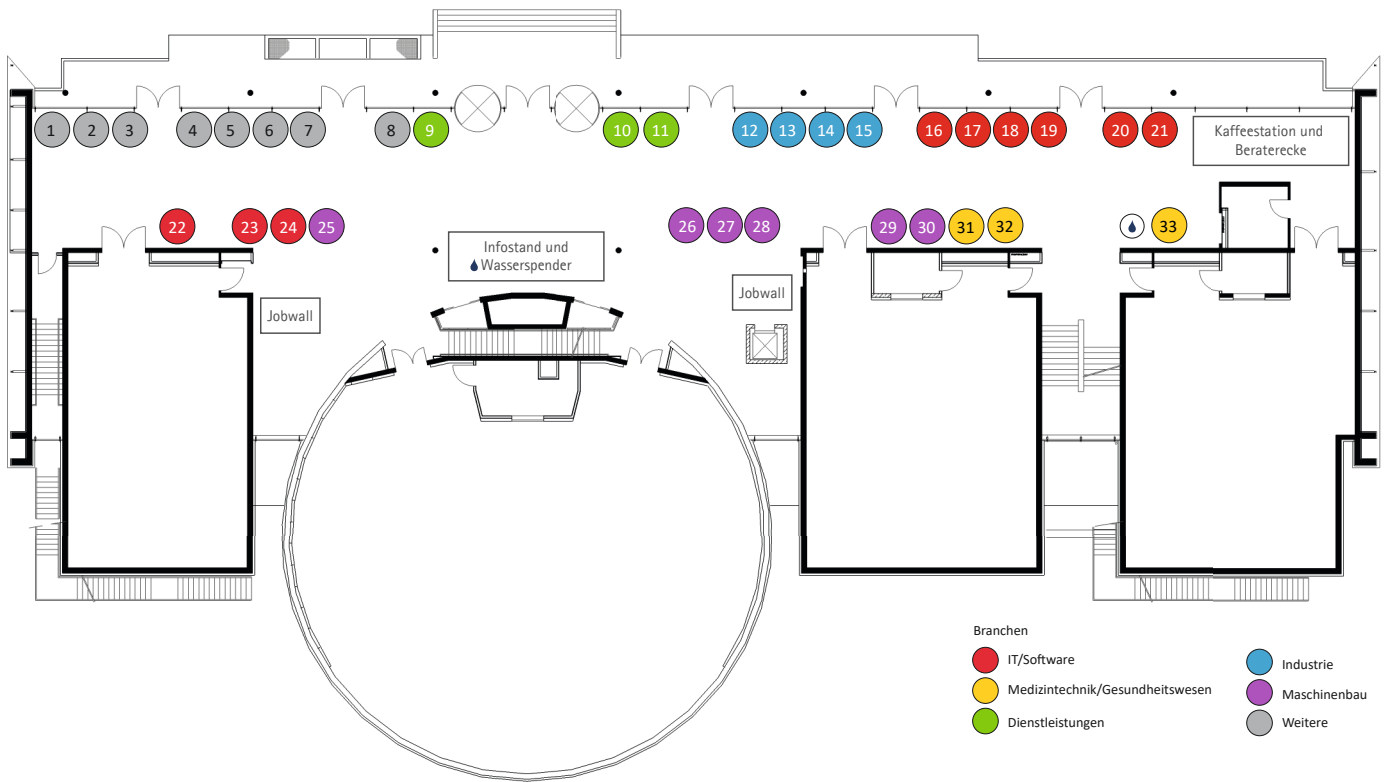 1 2 3 4 5 6 7 8 9 10 11 12 13 14 15 16 17 18 19 20 21
Kaffeestation und
Beraterecke
22 23 24 25 26 27 28 29 30 31 32 33
Infostand und
Wasserspender
Jobwall
Jobwall
Branchen
IT/Software
Medizintechnik/Gesundheitswesen
Dienstleistungen
Industrie
Maschinenbau
Weitere